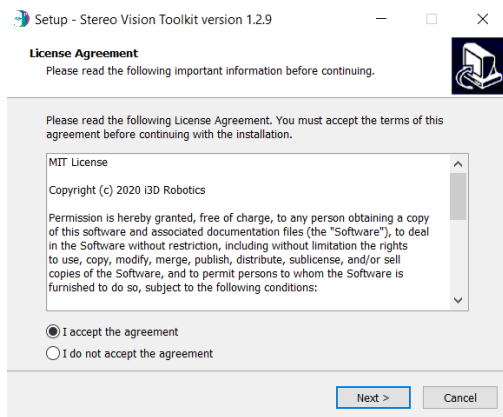 Setup - Stereo Vision Toolkit version 1.2.9
License Agreement
Please read the following important information before continuing.
Please read the following License Agreement. You must accept the terms of this
agreement before continuing with the installation.
MIT License
Copyright (c) 2020 i3D Robotics
Permission is hereby granted, free of charge, to any person obtaining a copy
of this software and associated documentation files (the "Software"), to deal
in the Software without restriction, including without limitation the rights
to use, copy, modify, merge, publish, distribute, sublicense, and/or sell
copies of the Software, and to permit persons to whom the Software is
furnished to do so, subject to the following conditions:
I accept the agreement
I do not accept the agreement
Next >
Cancel